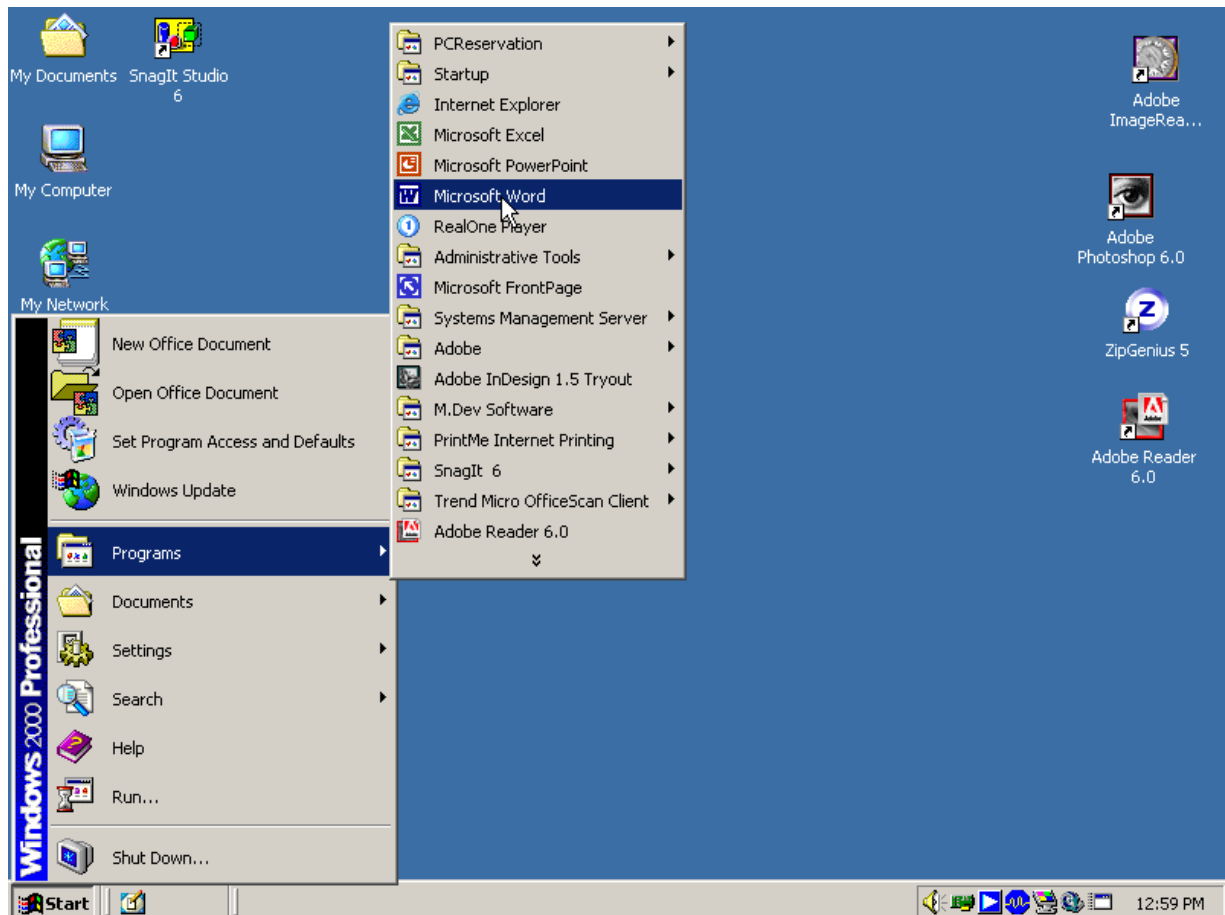 My Documents
SnagIt Studio
6
My Computer
My Network
Adobe
ImageRea...
Adobe
Photoshop 6.0
ZipGenius 5
Adobe Reader
6.0
PCReservation
Startup
Internet Explorer
Microsoft Excel
Microsoft PowerPoint
Microsoft Word
RealOne Player
Administrative Tools
Microsoft FrontPage
Systems Management Server
Adobe
Adobe InDesign 1.5 Tryout
M.Dev Software
PrintMe Internet Printing
SnagIt 6
Trend Micro OfficeScan Client
Adobe Reader 6.0
New Office Document
Open Office Document
Set Program Access and Defaults
Windows Update
Programs
Documents
Settings
Search
Help
Run...
Shut Down...
Windows 2000 Professional
Start
12:59 PM